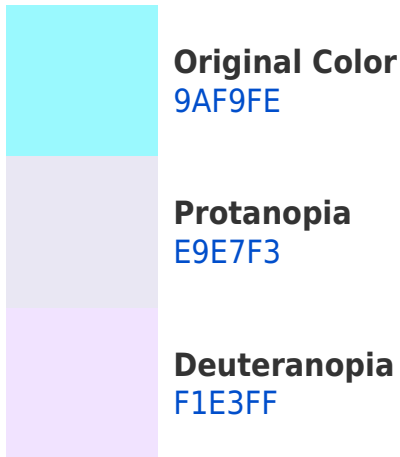 Original Color
9AF9FE
Protanopia
E9E7F3
Deuteranopia
F1E3FF